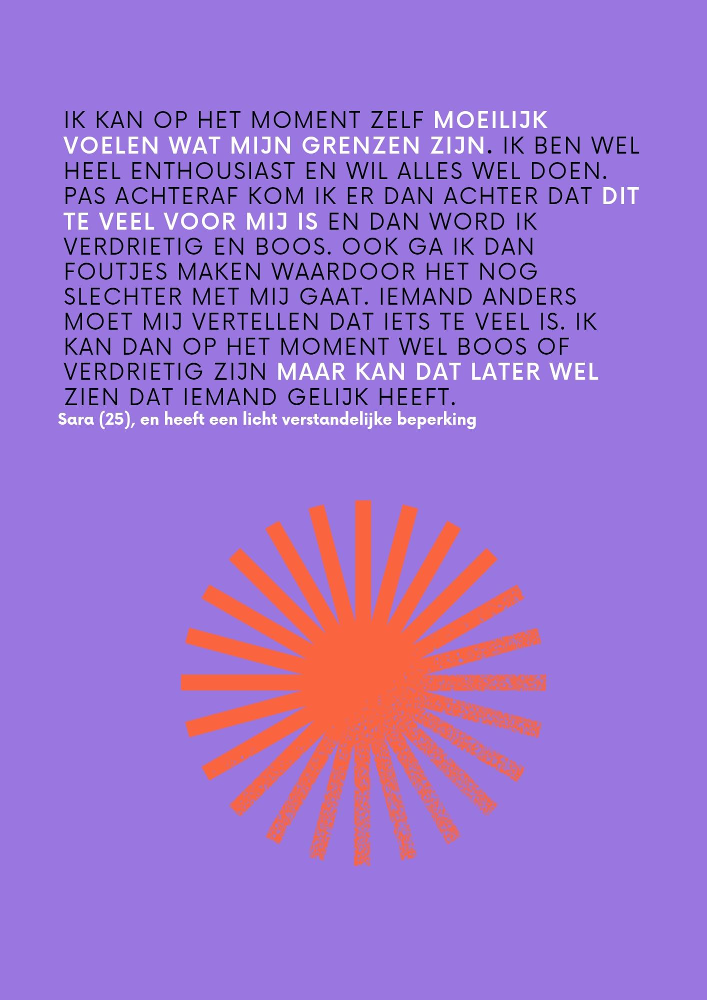 IK KAN OP HET MOMENT ZELF MOEILIJK
VOELEN WAT MIJN GRENZEN ZIJN. IK BEN WEL
HEEL ENTHOUSIAST EN WIL ALLES WEL DOEN.
PAS ACHTERAF KOM IK ER DAN ACHTER DAT DIT
TE VEEL VOOR MIJ IS EN DAN WORD IK
VERDRIETIG EN BOOS. OOK GA IK DAN
FOUTJES MAKEN WAARDOOR HET NOG
SLECHTER MET MIJ GAAT. IEMAND ANDERS
MOET MIJ VERTELLEN DAT IETS TE VEEL IS. IK
KAN DAN OP HET MOMENT WEL BOOS OF
VERDRIETIG ZIJN MAAR KAN DAT LATER WEL
ZIEN DAT IEMAND GELIJK HEEFT.
Sara (25), en heeft een licht verstandelijke beperking